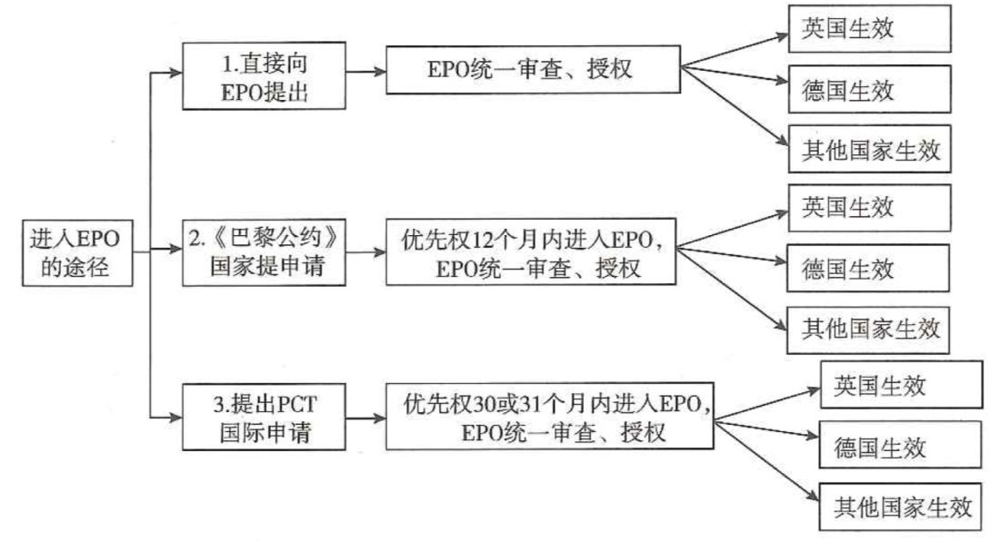 进入EPO
的途径
1.直接向
EPO提出
EPO统一审查、授权
英国生效
德国生效
其他国家生效
2.《巴黎公约》
国家提申请
优先权12个月内进入EPO，
EPO统一审查、授权
英国生效
德国生效
其他国家生效
3.提出PCT
国际申请
优先权30或31个月内进入EPO，
EPO统一审查、授权
英国生效
德国生效
其他国家生效